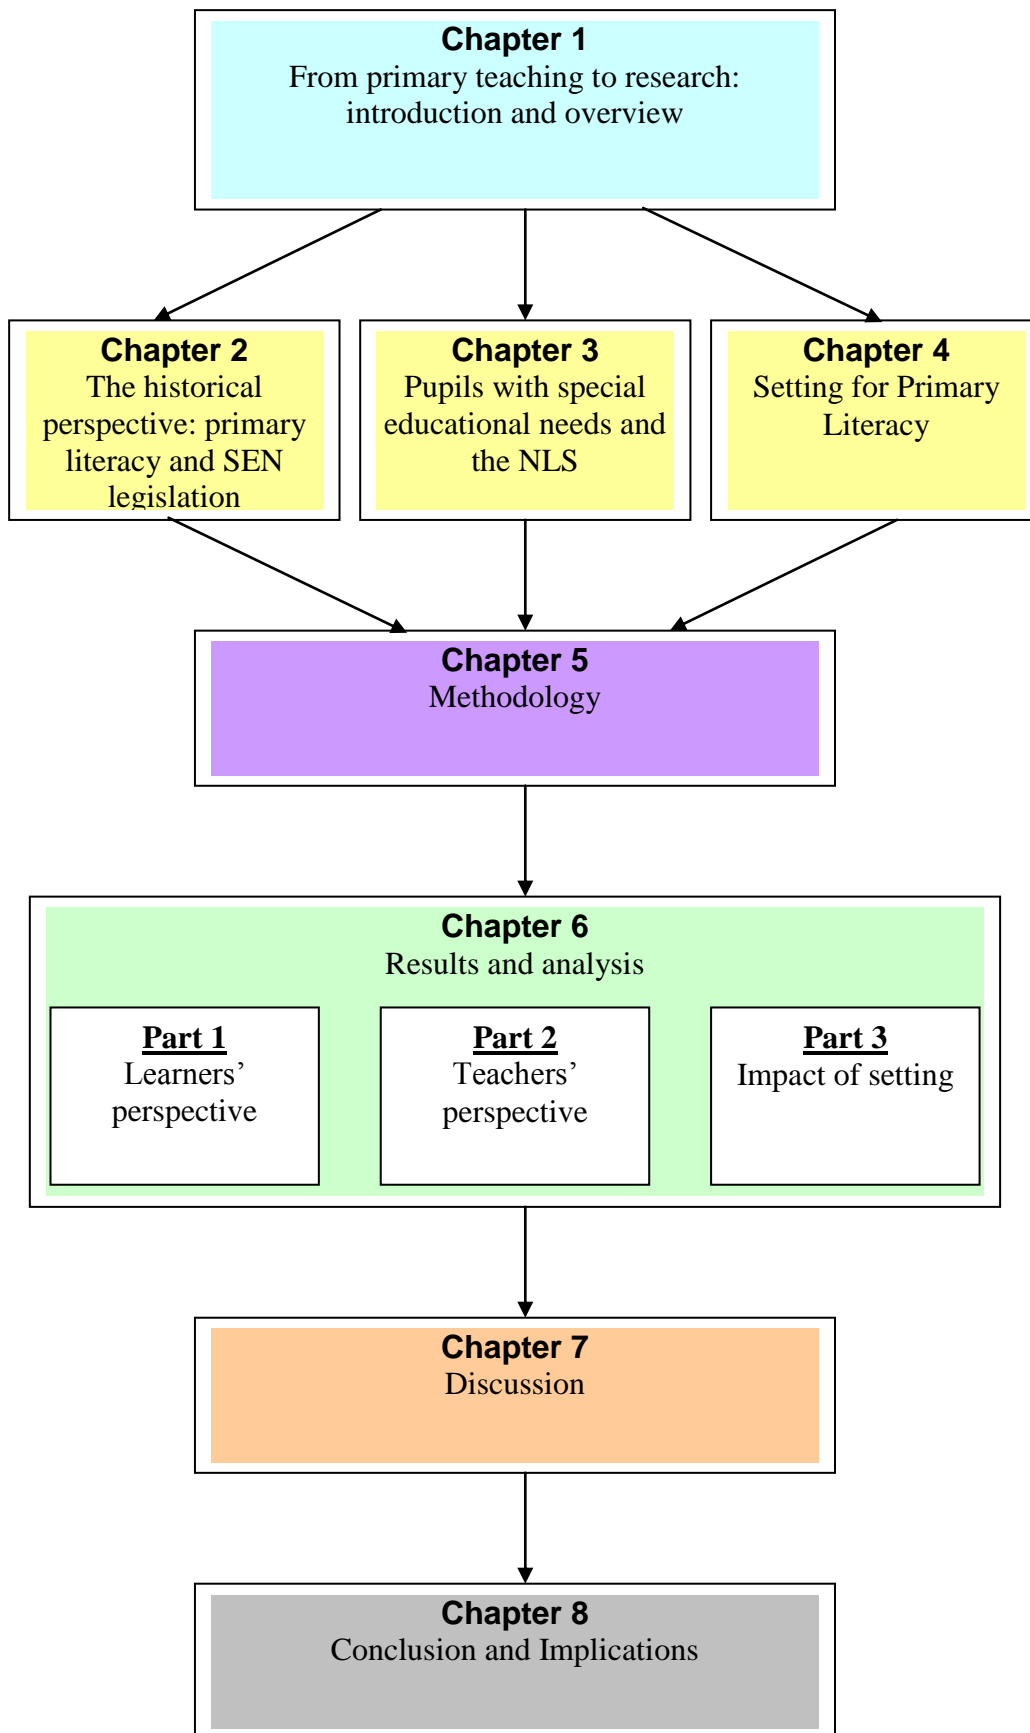 Chapter 1
From primary teaching to research:
introduction and overview
Chapter 2
The historical
perspective: primary
literacy and SEN
legislation
Chapter 3
Pupils with special
educational needs and
the NLS
Chapter 4
Setting for Primary
Literacy
Chapter 5
Methodology
Chapter 6
Results and analysis
Part 1
Learners’
perspective
Part 2
Teachers’
perspective
Part 3
Impact of setting
Chapter 7
Discussion
Chapter 8
Conclusion and Implications